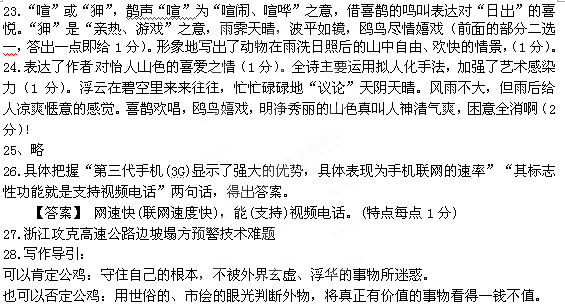 23. “喧”或“狎”，鹊声“喧”为“喧闹、喧哗”之意，借喜鹊的鸣叫表达对“日出”的喜
悦。“狎”是“亲热、游戏”之意，雨霁天晴，波平如镜，鸥鸟尽情嬉戏（前面的部分二选
一，答出一点即给 1 分）。形象地写出了动物在雨洗日照后的山中自由、欢快的情景，(1 分)。
24.表达了作者对怡人山色的喜爱之情（1 分）。全诗主要运用拟人化手法，加强了艺术感染
力（1 分）。浮云在碧空里来来往往，忙忙碌碌地“议论”天阴天晴。风雨不大，但雨后给
人凉爽惬意的感觉。喜鹊欢唱，鸥鸟嬉戏，明净秀丽的山色真叫人神清气爽，困意全消啊(2
分)!
25、略
26.具体把握“第三代手机(3G)显示了强大的优势，具体表现为手机联网的速率”“其标志
性功能就是支持视频电话”两句话，得出答案。
【答案】 网速快(联网速度快)，能(支持)视频电话。(特点每点 1 分)
27.浙江攻克高速公路边坡塌方预警技术难题
28.写作导引：
可以肯定公鸡：守住自己的根本，不被外界玄虚、浮华的事物所迷惑。
也可以否定公鸡：用世俗的、市侩的眼光判断外物，将真正有价值的事物看得一钱不值。